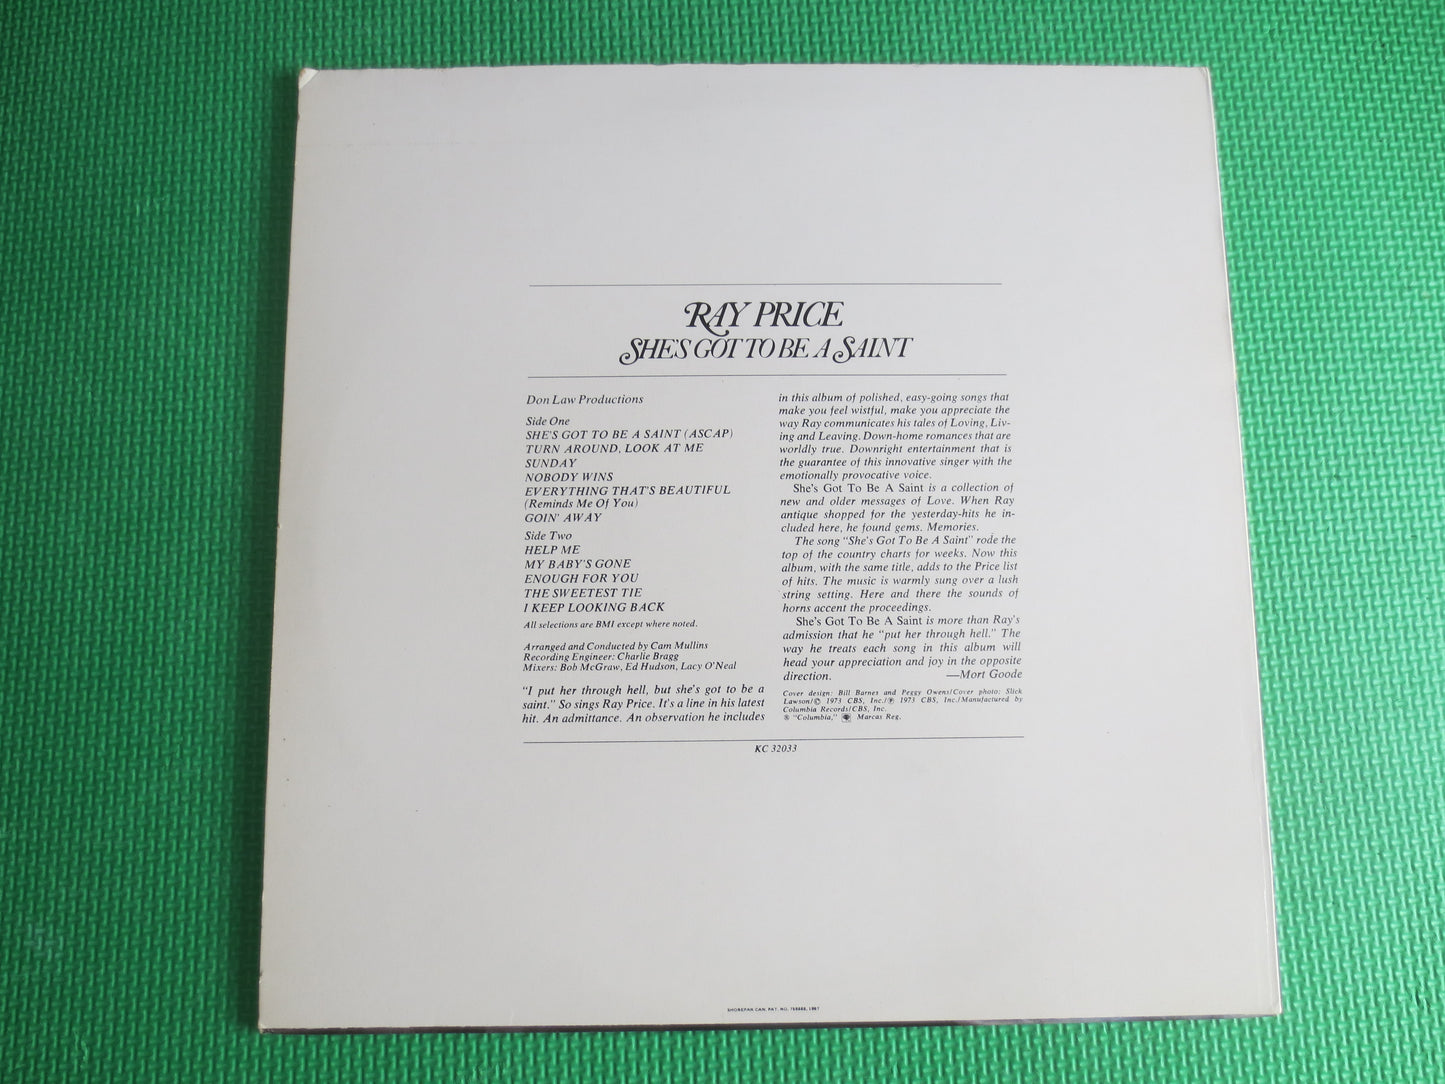 RAY PRICE
SHE'S GOT TO BE A SAINT
Don Law Productions
Side One
SHE'S GOT TO BE A SAINT (ASCAP)
TURN AROUND, LOOK AT ME
SUNDAY
NOBODY WINS
EVERYTHING THAT'S BEAUTIFUL
(Reminds Me Of You)
GOIN' AWAY
Side Two
HELP ME
MY BABY'S GONE
ENOUGH FOR YOU
THE SWEETEST TIE
I KEEP LOOKING BACK
All selections are BMI except where noted.
Arranged and Conducted by Cam Mullins
Recording Engineer: Charlie Bragg
Mixers: Bob McGraw, Ed Hudson, Lacy O'Neal
"I put her through hell, but she's got to be a
saint." So sings Ray Price. It's a line in his latest
hit. An admittance. An observation he includes
in this album of polished, easy-going songs that
make you feel wistful, make you appreciate the
way Ray communicates his tales of Loving, Liv-
ing and Leaving. Down-home romances that are
worldly true. Downright entertainment that is
the guarantee of this innovative singer with the
emotionally provocative voice.
She's Got To Be A Saint is a collection of
new and older messages of Love. When Ray
antique shopped for the yesterday-hits he in-
cluded here, he found gems. Memories.
The song "She's Got To Be A Saint" rode the
top of the country charts for weeks. Now this
album, with the same title, adds to the Price list
of hits. The music is warmly sung over a lush
string setting. Here and there the sounds of
horns accent the proceedings.
She's Got To Be A Saint is more than Ray's
admission that he "put her through hell." The
way he treats each song in this album will
head your appreciation and joy in the opposite
direction. —Mort Goode
Cover design: Bill Barnes and Peggy Owens/Cover photo: Slick
Lawson/© 1973 CBS, Inc./℗ 1973 CBS, Inc./Manufactured by
Columbia Records/CBS, Inc.
® "Columbia," Marcas Reg.
KC 32033
SHOREPAK CAN. PAT. NO. 1967